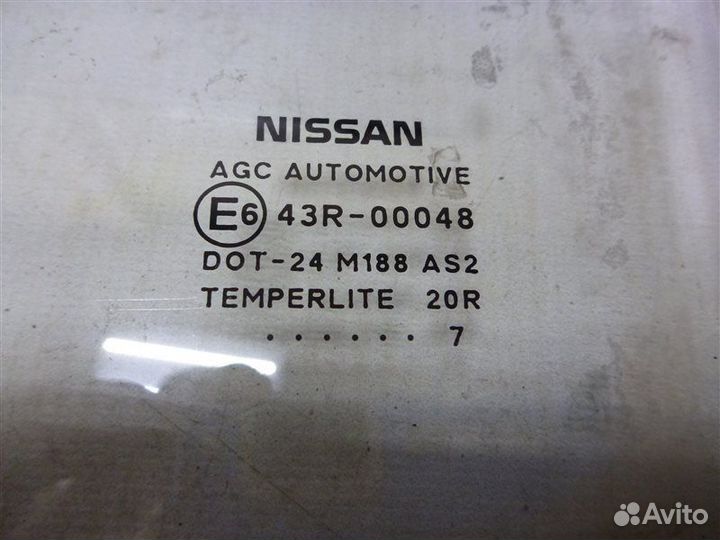 NISSAN
AGC AUTOMOTIVE
E6 43R-00048
DOT-24 M188 AS2
TEMPERLITE 20R
. . . . . . 7
Avito